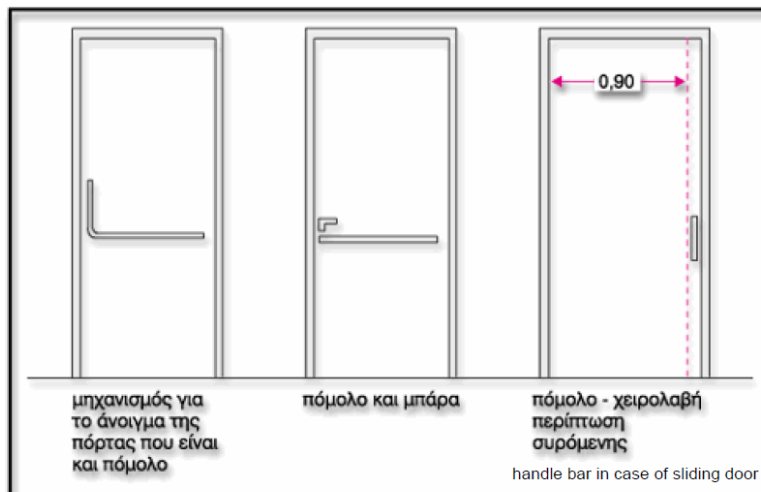 0,90
μηχανισμός για
το άνοιγμα της
πόρτας που είναι
και πόμολο
πόμολο και μπάρα
πόμολο - χειρολαβή
περίπτωση
συρόμενης
handle bar in case of sliding door